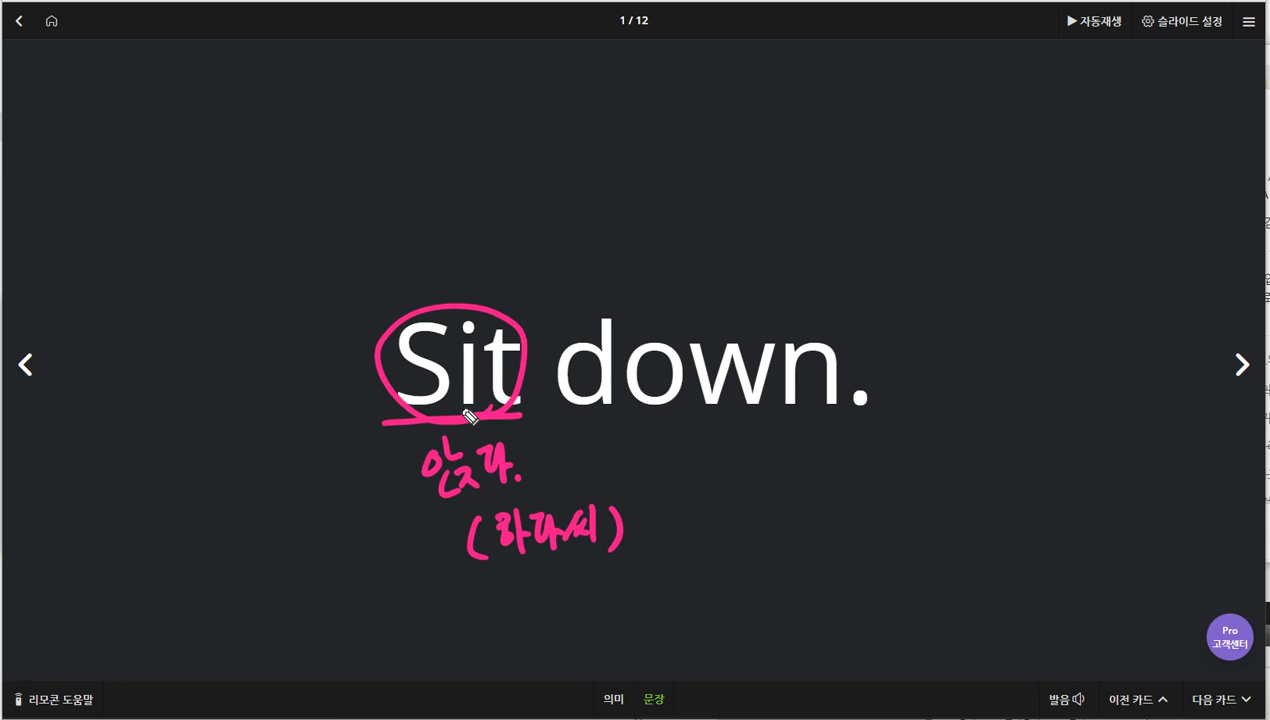 1 / 12
자동재생
슬라이드 설정
Sit down.
앉다.
(하다씨)
Pro
고객센터
리모콘 도움말
의미
문장
발음
이전 카드
다음 카드